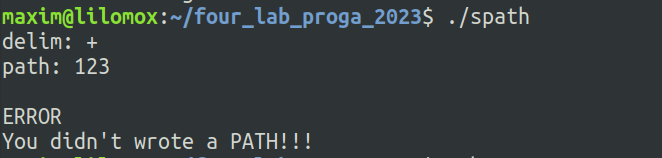 maxim@lilomox:~/four_lab_proga_2023$ ./spath
delim: +
path: 123
ERROR
You didn't wrote a PATH!!!